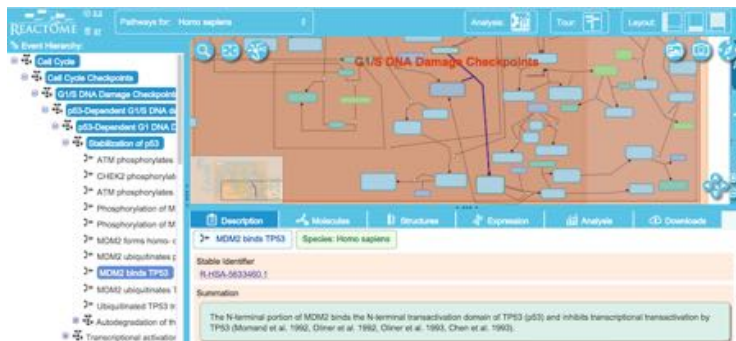 REACTOME
Pathways for: Homo sapiens
Analysis:
Tour:
Layout:
Event Hierarchy:
Cell Cycle
Cell Cycle Checkpoints
G1/S DNA Damage Checkpoints
p53-Dependent G1/S DNA da
p53-Dependent G1 DNA D
Stabilization of p53
ATM phosphorylates
CHEK2 phosphorylat
ATM phosphorylates
Phosphorylation of M
Phosphorylation of M
MDM2 forms homo- o
MDM2 ubiquitinates p
MDM2 binds TP53
MDM2 ubiquitinates T
Ubiquitinated TP53 tr
Autodegradation of th
Transcriptional activation
G1/S DNA Damage Checkpoints
Description
Molecules
Structures
Expression
Analysis
Downloads
MDM2 binds TP53
Species: Homo sapiens
Stable Identifier
R-HSA-5633460.1
Summation
The N-terminal portion of MDM2 binds the N-terminal transactivation domain of TP53 (p53) and inhibits transcriptional transactivation by
TP53 (Momand et al. 1992, Oliner et al. 1992, Oliner et al. 1993, Chen et al. 1993).